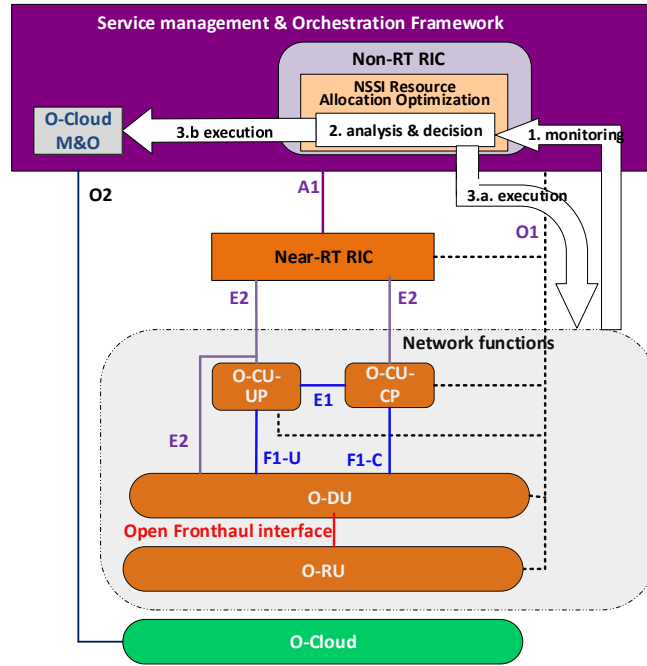 Service management & Orchestration Framework
Non-RT RIC
NSSI Resource
Allocation Optimization
O-Cloud
M&O
3.b execution
2. analysis & decision
1. monitoring
3.a. execution
O2
A1
O1
Near-RT RIC
E2
E2
Network functions
O-CU-
UP
O-CU-
CP
E1
E2
F1-U
F1-C
O-DU
Open Fronthaul interface
O-RU
O-Cloud